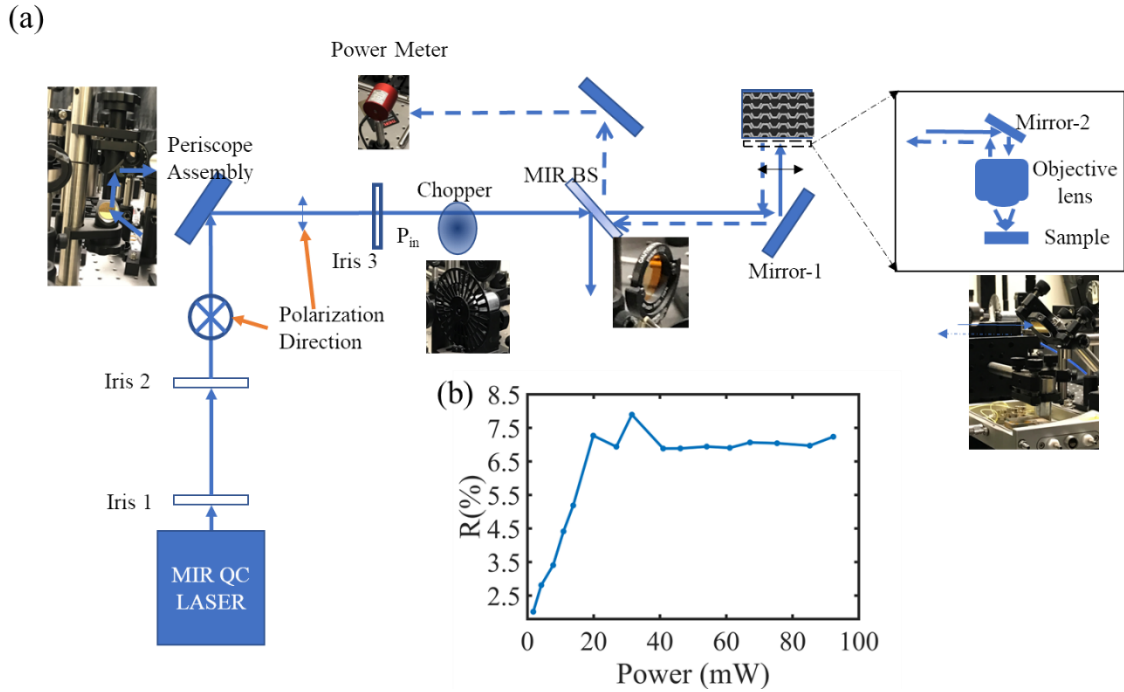 (a)
Power Meter
Periscope
Assembly
MIR BS
Chopper
P_in
Iris 3
Mirror-1
Mirror-2
Objective
lens
Sample
Polarization
Direction
Iris 2
Iris 1
MIR QC
LASER
(b)
8.5
7.5
6.5
5.5
4.5
3.5
2.5
R(%)
0
20
40
60
80
100
Power (mW)